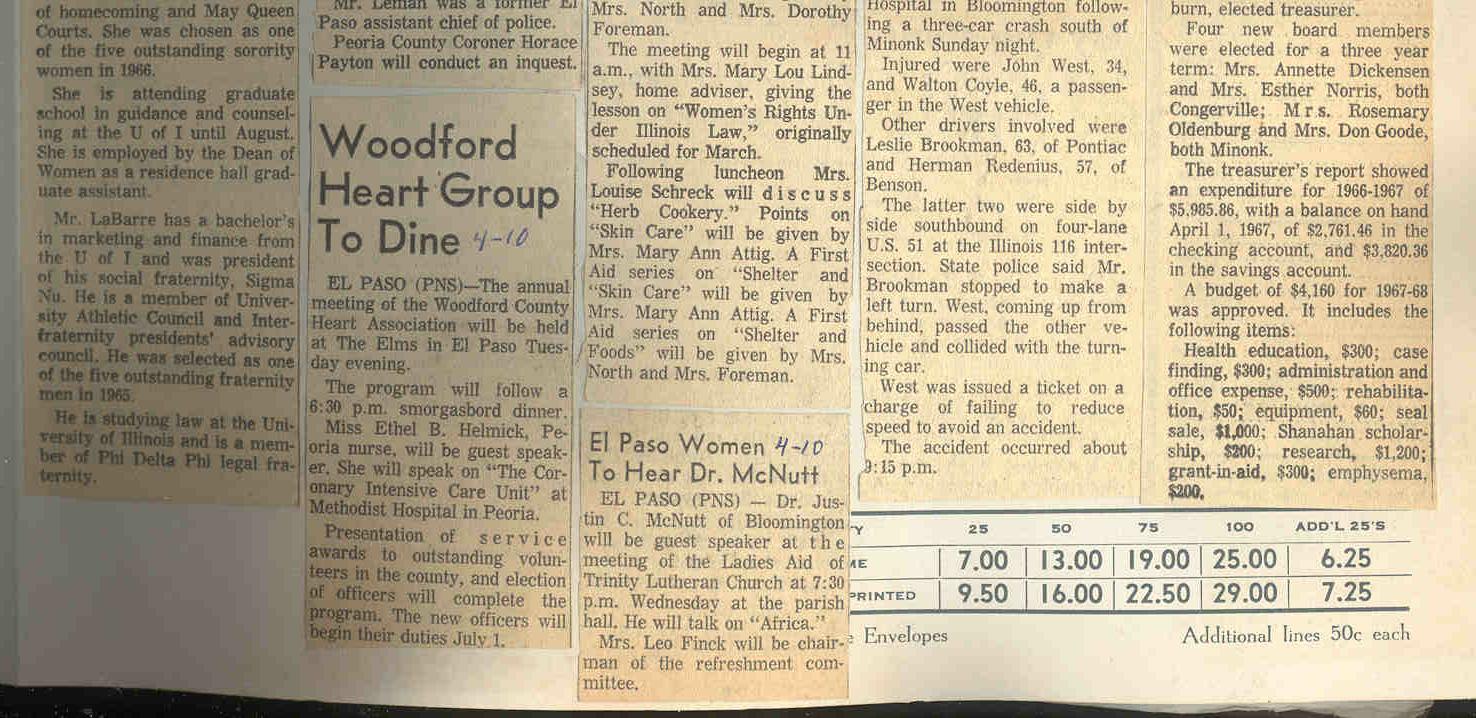 of homecoming and May Queen
Courts. She was chosen as one
of the five outstanding sorority
women in 1966.
She is attending graduate
school in guidance and counsel-
ing at the U of I until August.
She is employed by the Dean of
Women as a residence hall grad-
uate assistant.
Mr. LaBarre has a bachelor's
in marketing and finance from
the U of I and was president
of his social fraternity, Sigma
Nu. He is a member of Univer-
sity Athletic Council and Inter-
fraternity presidents' advisory
council. He was selected as one
of the five outstanding fraternity
men in 1965.
He is studying law at the Uni-
versity of Illinois and is a mem-
ber of Phi Delta Phi legal fra-
ternity.
Mr. Leman was a former El
Paso assistant chief of police.
Peoria County Coroner Horace
Payton will conduct an inquest.
Woodford
Heart Group
To Dine 4-10
EL PASO (PNS)—The annual
meeting of the Woodford County
Heart Association will be held
at The Elms in El Paso Tues-
day evening.
The program will follow a
6:30 p.m. smorgasbord dinner.
Miss Ethel B. Helmick, Pe-
oria nurse, will be guest speak-
er. She will speak on "The Cor-
onary Intensive Care Unit" at
Methodist Hospital in Peoria.
Presentation of service
awards to outstanding volun-
teers in the county, and election
of officers will complete the
program. The new officers will
begin their duties July 1.
Mrs. North and Mrs. Dorothy
Foreman.
The meeting will begin at 11
a.m., with Mrs. Mary Lou Lind-
sey, home adviser, giving the
lesson on "Women's Rights Un-
der Illinois Law," originally
scheduled for March.
Following luncheon Mrs.
Louise Schreck will discuss
"Herb Cookery." Points on
"Skin Care" will be given by
Mrs. Mary Ann Attig. A First
Aid series on "Shelter and
"Skin Care" will be given by
Mrs. Mary Ann Attig. A First
Aid series on "Shelter and
Foods" will be given by Mrs.
North and Mrs. Foreman.
El Paso Women 4-10
To Hear Dr. McNutt
EL PASO (PNS) — Dr. Jus-
tin C. McNutt of Bloomington
will be guest speaker at the
meeting of the Ladies Aid of
Trinity Lutheran Church at 7:30
p.m. Wednesday at the parish
hall. He will talk on "Africa."
Mrs. Leo Finck will be chair-
man of the refreshment com-
mittee.
Hospital in Bloomington follow-
ing a three-car crash south of
Minonk Sunday night.
Injured were John West, 34,
and Walton Coyle, 46, a passen-
ger in the West vehicle.
Other drivers involved were
Leslie Brookman, 63, of Pontiac
and Herman Redenius, 57, of
Benson.
The latter two were side by
side southbound on four-lane
U.S. 51 at the Illinois 116 inter-
section. State police said Mr.
Brookman stopped to make a
left turn. West, coming up from
behind, passed the other ve-
hicle and collided with the turn-
ing car.
West was issued a ticket on a
charge of failing to reduce
speed to avoid an accident.
The accident occurred about
9:15 p.m.
burn, elected treasurer.
Four new board members
were elected for a three year
term: Mrs. Annette Dickensen
and Mrs. Esther Norris, both
Congerville; Mrs. Rosemary
Oldenburg and Mrs. Don Goode,
both Minonk.
The treasurer's report showed
an expenditure for 1966-1967 of
$5,985.86, with a balance on hand
April 1, 1967, of $2,761.46 in the
checking account, and $3,820.36
in the savings account.
A budget of $4,160 for 1967-68
was approved. It includes the
following items:
Health education, $300; case
finding, $300; administration and
office expense, $500; rehabilita-
tion, $50; equipment, $60; seal
sale, $1,000; Shanahan scholar-
ship, $200; research, $1,200;
grant-in-aid, $300; emphysema,
$200.
Y 25 50 75 100 ADD'L 25'S
ME 7.00 13.00 19.00 25.00 6.25
PRINTED 9.50 16.00 22.50 29.00 7.25
e Envelopes Additional lines 50c each